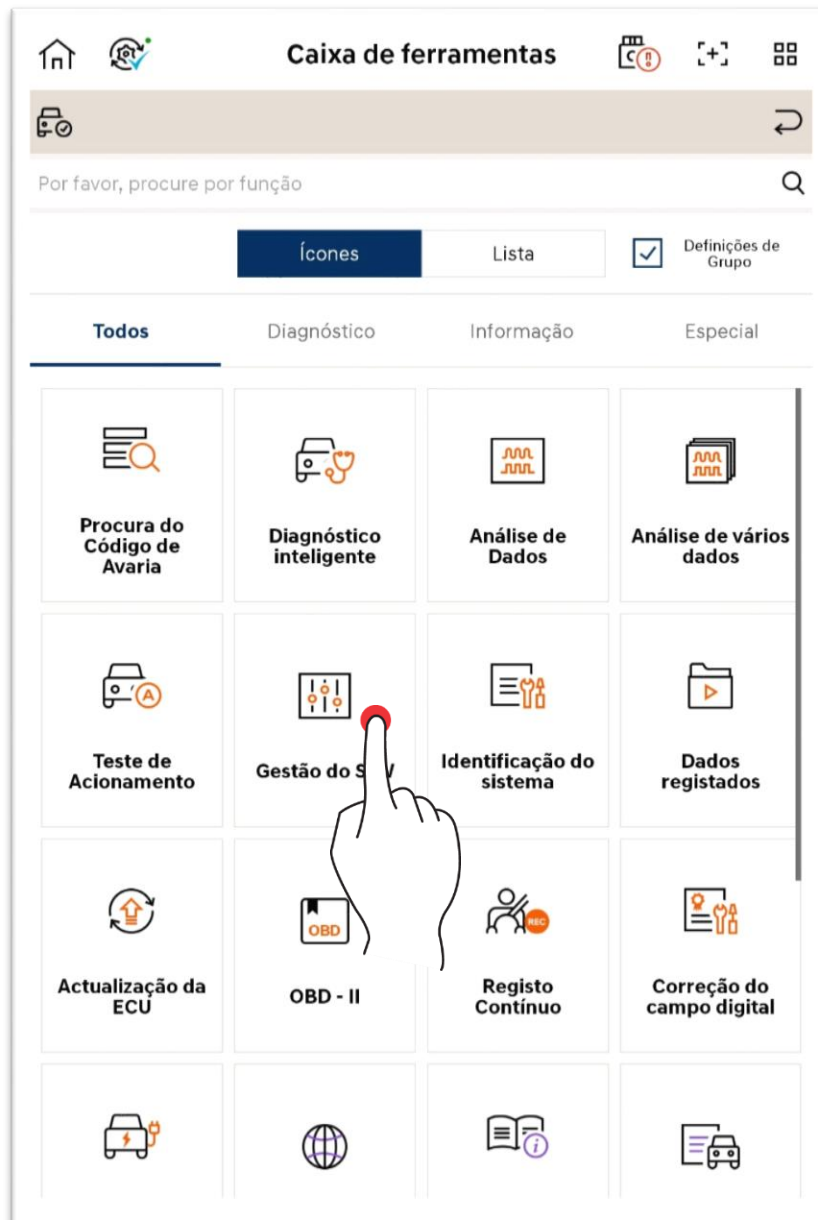 Caixa de ferramentas
Por favor, procure por função
Ícones
Lista
Definições de
Grupo
Todos
Diagnóstico
Informação
Especial
Procura do
Código de
Avaria
Diagnóstico
inteligente
Análise de
Dados
Análise de vários
dados
A
Teste de
Acionamento
Gestão do
Identificação do
sistema
Dados
registados
Actualização da
ECU
OBD
OBD - II
REC
Registo
Contínuo
Correção do
campo digital